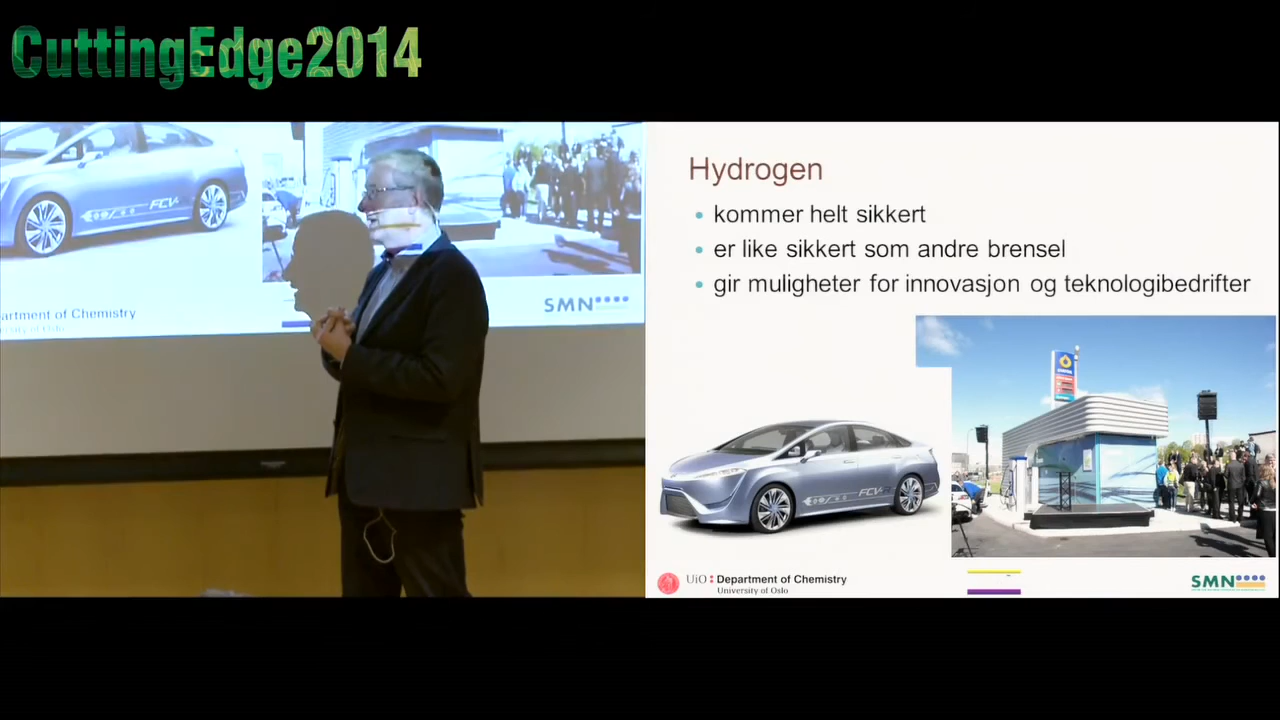 CuttingEdge2014
FCV
artment of Chemistry
SMN
Hydrogen
• kommer helt sikkert
• er like sikkert som andre brensel
• gir muligheter for innovasjon og teknologibedrifter
FCV
UiO: Department of Chemistry
University of Oslo
SMN